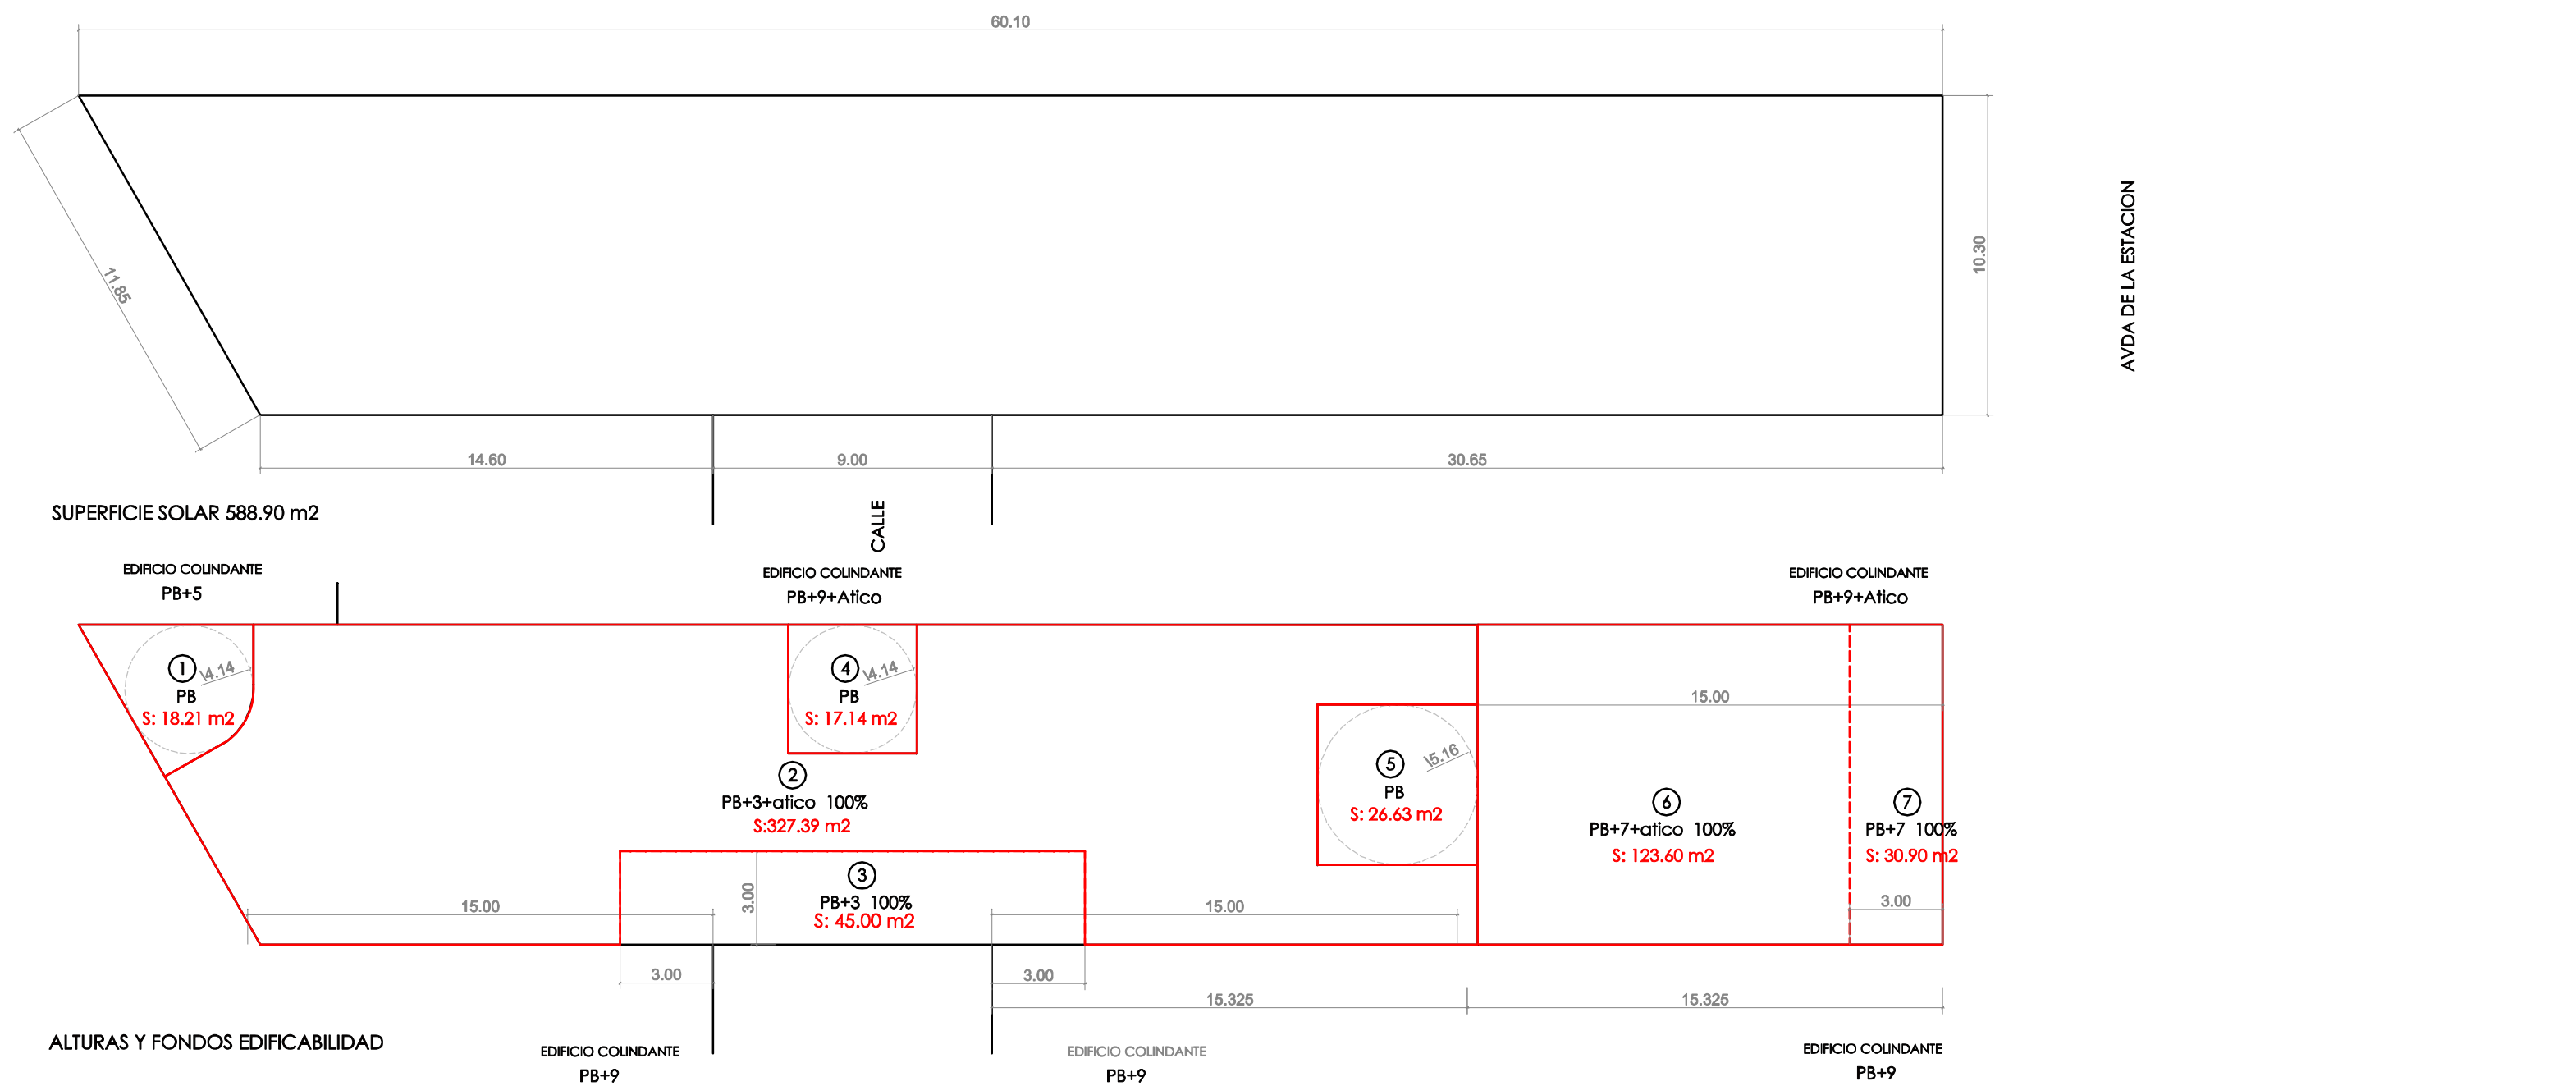 60.10
11.85
10.30
AVDA DE LA ESTACION
14.60
9.00
30.65
SUPERFICIE SOLAR 588.90 m2
CALLE
EDIFICIO COLINDANTE
PB+5
EDIFICIO COLINDANTE
PB+9+Atico
EDIFICIO COLINDANTE
PB+9+Atico
1
4.14
PB
S: 18.21 m2
4
4.14
PB
S: 17.14 m2
15.00
5
5.16
PB
S: 26.63 m2
2
PB+3+atico 100%
S:327.39 m2
6
PB+7+atico 100%
S: 123.60 m2
7
PB+7 100%
S: 30.90 m2
3
PB+3 100%
S: 45.00 m2
3.00
15.00
15.00
3.00
3.00
3.00
15.325
15.325
ALTURAS Y FONDOS EDIFICABILIDAD
EDIFICIO COLINDANTE
PB+9
EDIFICIO COLINDANTE
PB+9
EDIFICIO COLINDANTE
PB+9